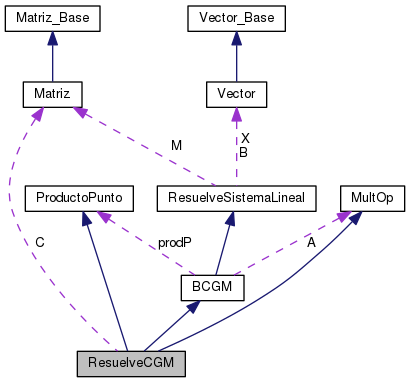 Matriz_Base
Vector_Base
Matriz
Vector
X
B
M
ProductoPunto
ResuelveSistemaLineal
MultOp
C
prodP
A
BCGM
ResuelveCGM